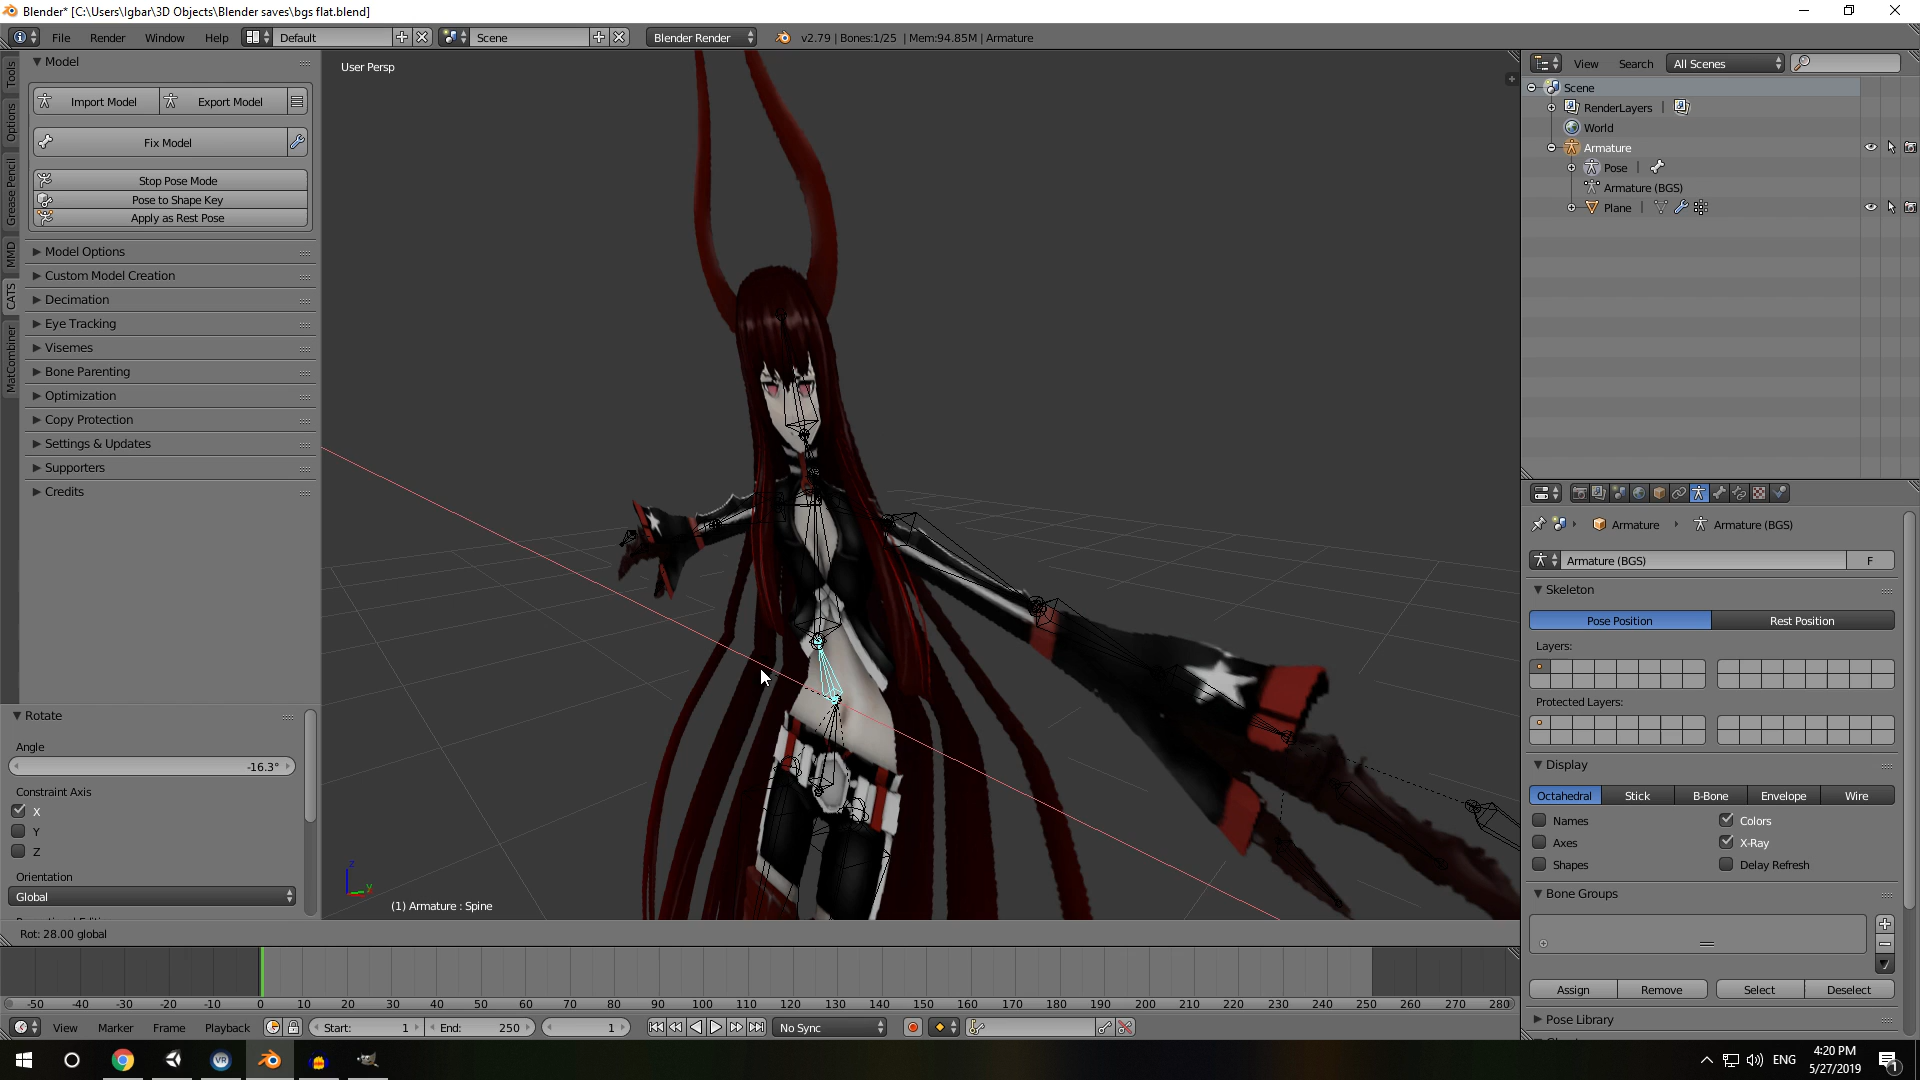 Blender* [C:\Users\Igbar\3D Objects\Blender saves\bgs flat.blend]
File Render Window Help Default Scene Blender Render v2.79 | Bones:1/25 | Mem:94.85M | Armature
Tools
Options
Grease Pencil
MMD
CATS
MatCombiner
Model
Import Model Export Model
Fix Model
Stop Pose Mode
Pose to Shape Key
Apply as Rest Pose
Model Options
Custom Model Creation
Decimation
Eye Tracking
Visemes
Bone Parenting
Optimization
Copy Protection
Settings & Updates
Supporters
Credits
Rotate
Angle
-16.3°
Constraint Axis
X
Y
Z
Orientation
Global
User Persp
z
y
(1) Armature : Spine
Rot: 28.00 global
View Search All Scenes
Scene
RenderLayers |
World
Armature
Pose |
Armature (BGS)
Plane |
Armature Armature (BGS)
Armature (BGS) F
Skeleton
Pose Position Rest Position
Layers:
Protected Layers:
Display
Octahedral Stick B-Bone Envelope Wire
Names Colors
Axes X-Ray
Shapes Delay Refresh
Bone Groups
Assign Remove Select Deselect
Pose Library
-50 -40 -30 -20 -10 0 10 20 30 40 50 60 70 80 90 100 110 120 130 140 150 160 170 180 190 200 210 220 230 240 250 260 270 280
View Marker Frame Playback Start: 1 End: 250 1 No Sync
VR
ENG
4:20 PM
5/27/2019
1